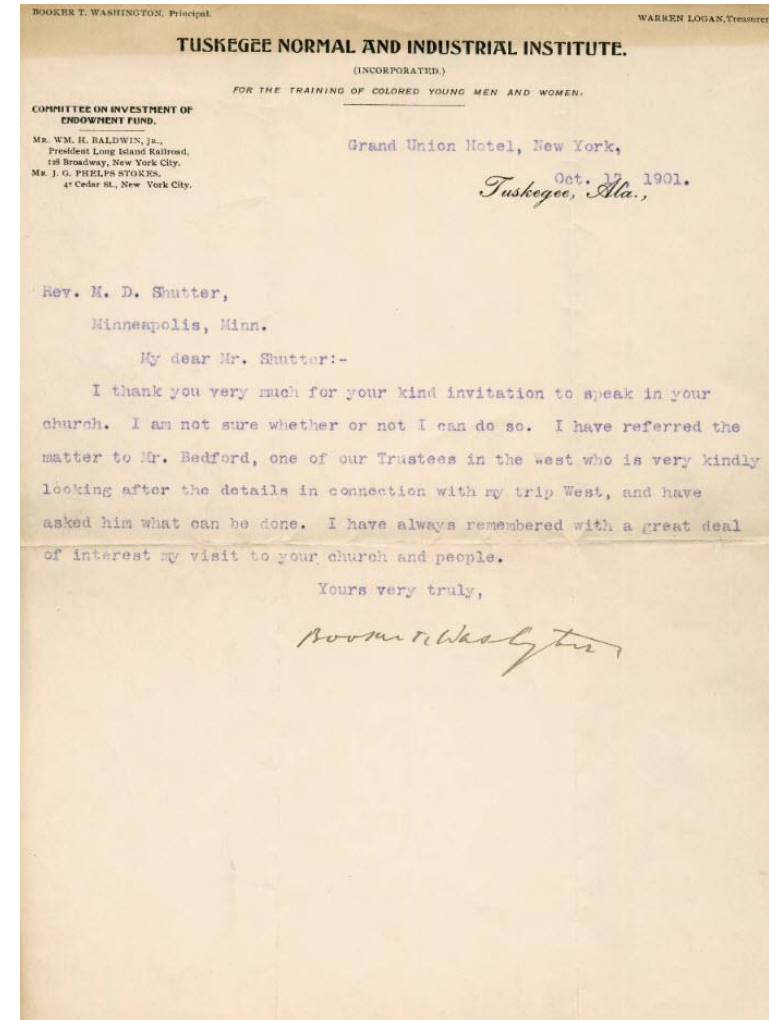 BOOKER T. WASHINGTON, Principal.
WARREN LOGAN, Treasurer
TUSKEGEE NORMAL AND INDUSTRIAL INSTITUTE.
(INCORPORATED.)
FOR THE TRAINING OF COLORED YOUNG MEN AND WOMEN.
COMMITTEE ON INVESTMENT OF
ENDOWMENT FUND.
MR. WM. H. BALDWIN, JR.,
President Long Island Railroad,
128 Broadway, New York City.
MR. J. G. PHELPS STOKES,
47 Cedar St., New York City.
Grand Union Hotel, New York,
Oct. 1901.
Tuskegee, Ala.,
Rev. M. D. Shutter,
Minneapolis, Minn.
My dear Mr. Shutter:-
I thank you very much for your kind invitation to speak in your
church. I am not sure whether or not I can do so. I have referred the
matter to Mr. Bedford, one of our Trustees in the west who is very kindly
looking after the details in connection with my trip West, and have
asked him what can be done. I have always remembered with a great deal
of interest my visit to your church and people.
Yours very truly,
Booker T. Washington